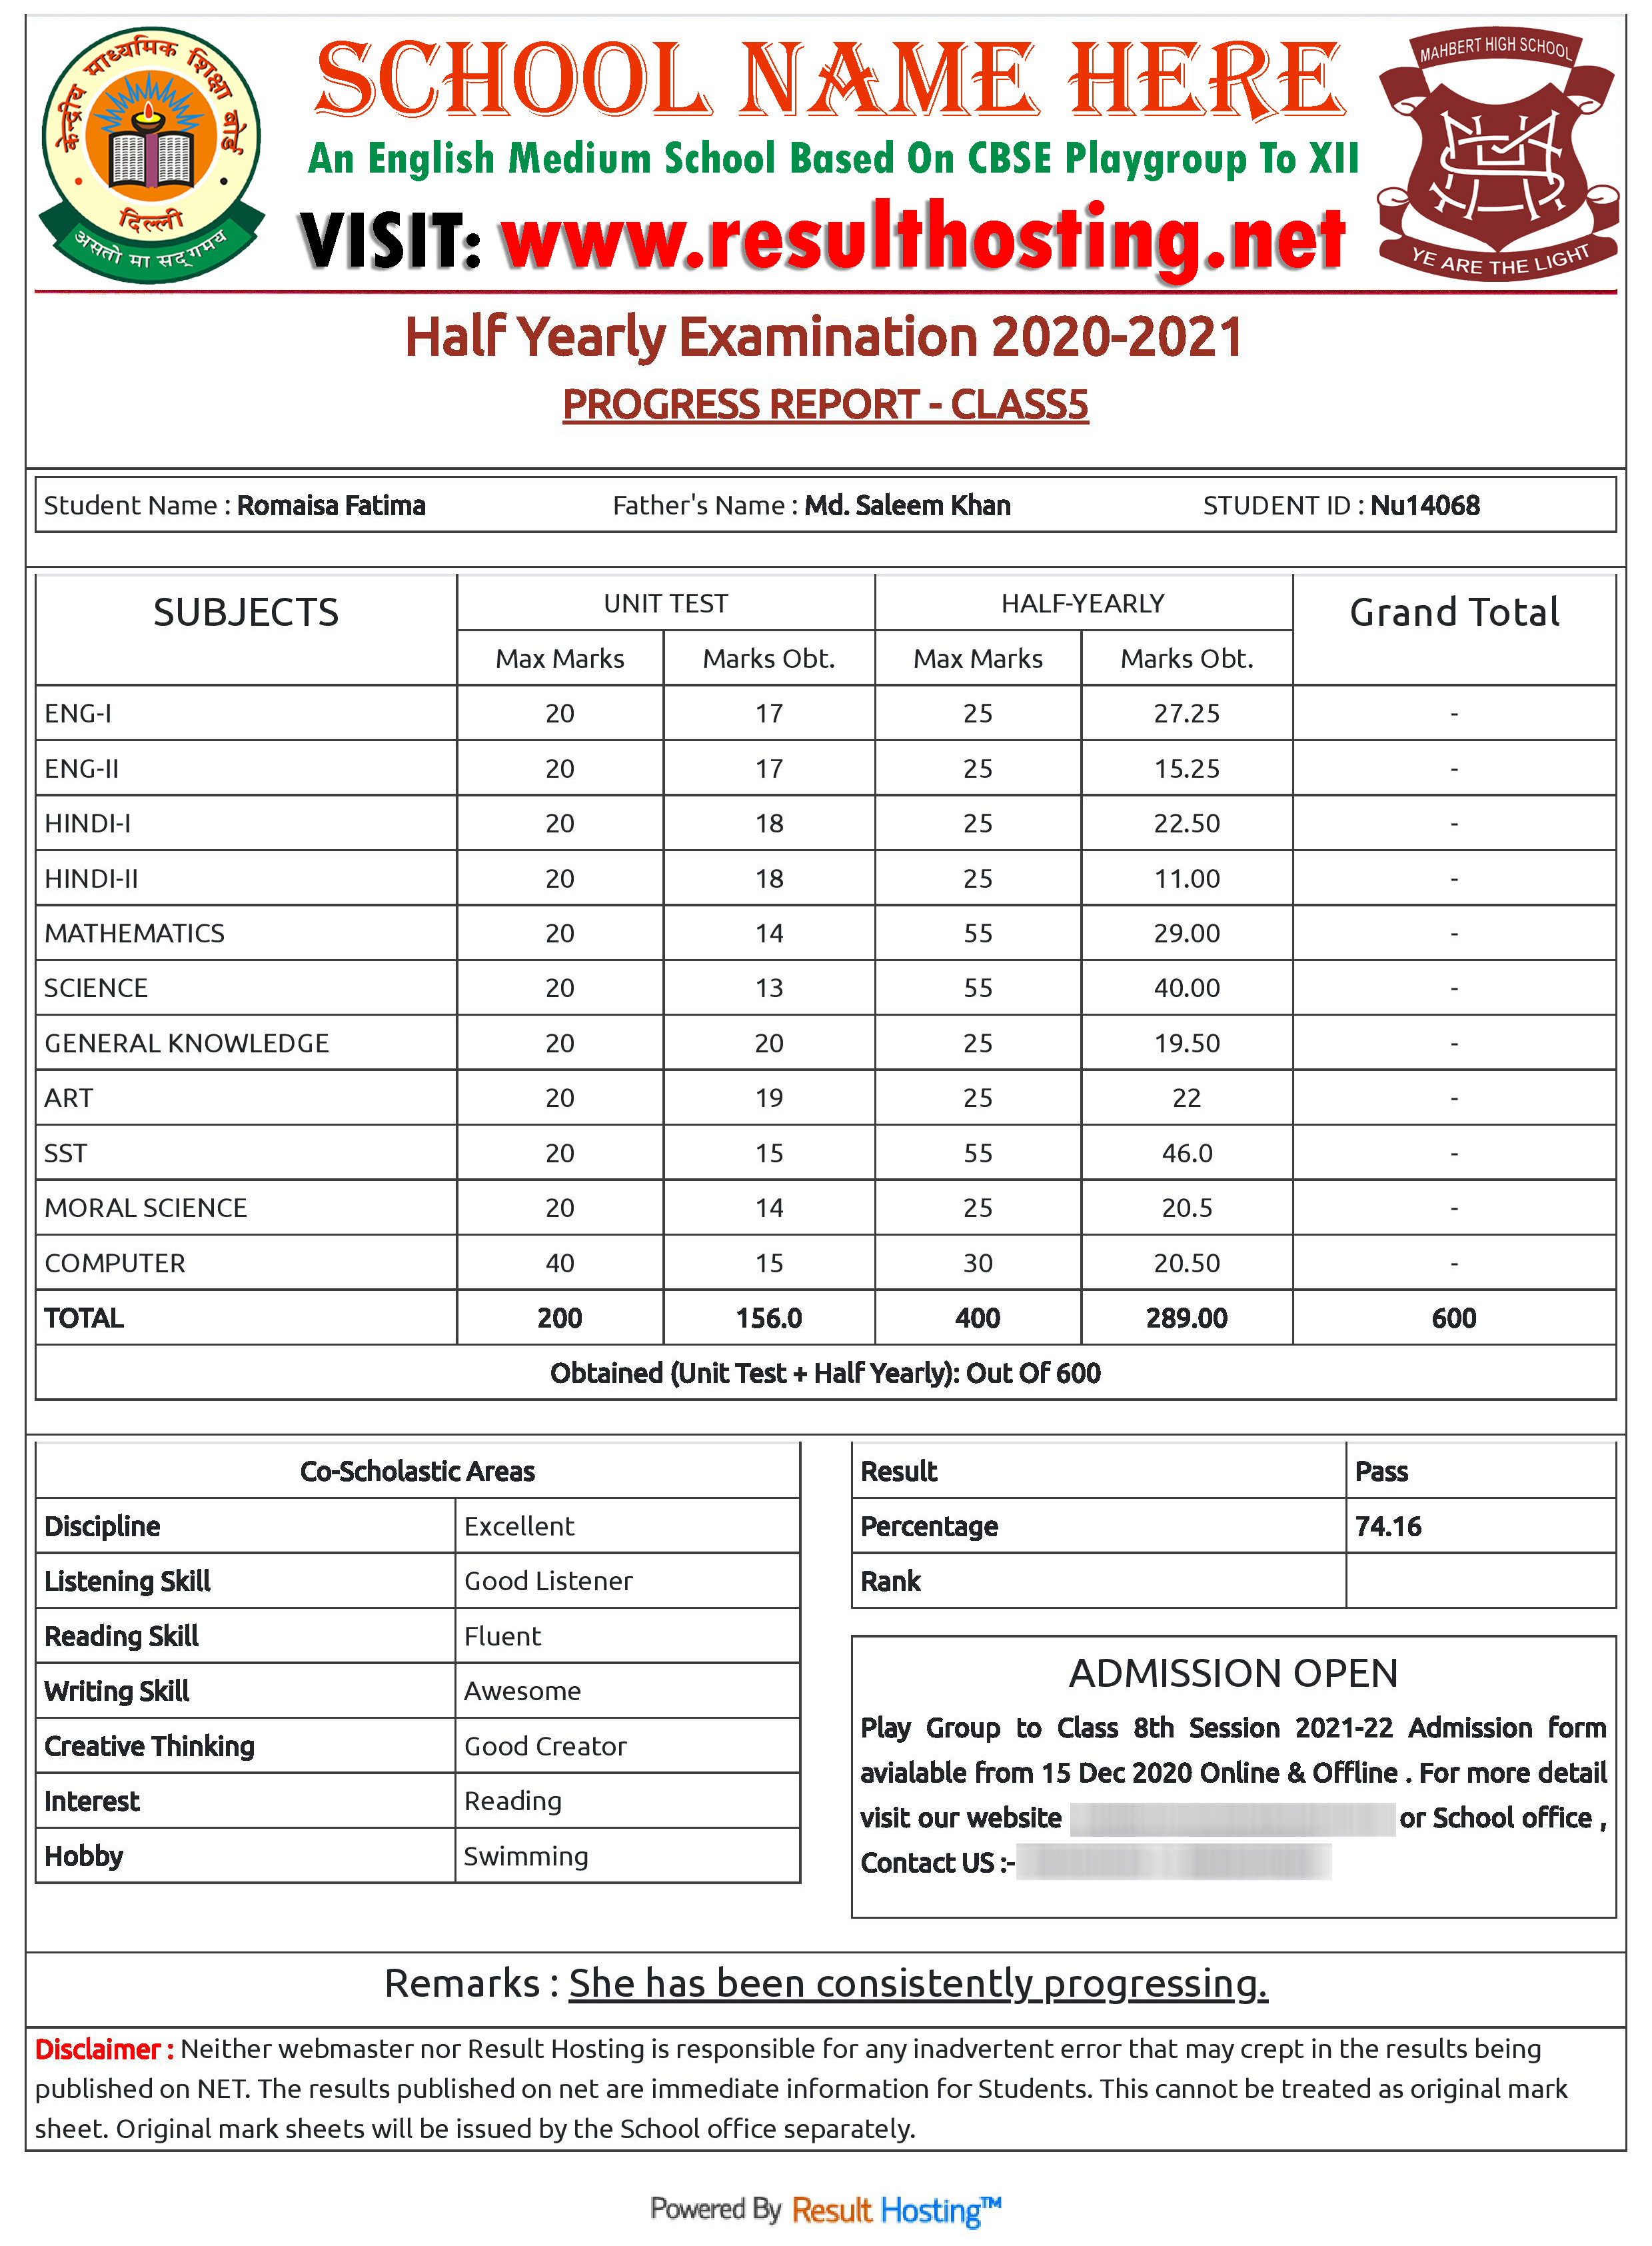 केन्द्रीय माध्यमिक शिक्षा बोर्ड
दिल्ली
असतो मा सद्गमय
SCHOOL NAME HERE
An English Medium School Based On CBSE Playgroup To XII
VISIT: www.resulthosting.net
MAHBERT HIGH SCHOOL
YE ARE THE LIGHT
Half Yearly Examination 2020-2021
PROGRESS REPORT - CLASS5
Student Name : Romaisa Fatima Father's Name : Md. Saleem Khan STUDENT ID : Nu14068
SUBJECTS UNIT TEST HALF-YEARLY Grand Total
Max Marks Marks Obt. Max Marks Marks Obt.
ENG-I 20 17 25 27.25 -
ENG-II 20 17 25 15.25 -
HINDI-I 20 18 25 22.50 -
HINDI-II 20 18 25 11.00 -
MATHEMATICS 20 14 55 29.00 -
SCIENCE 20 13 55 40.00 -
GENERAL KNOWLEDGE 20 20 25 19.50 -
ART 20 19 25 22 -
SST 20 15 55 46.0 -
MORAL SCIENCE 20 14 25 20.5 -
COMPUTER 40 15 30 20.50 -
TOTAL 200 156.0 400 289.00 600
Obtained (Unit Test + Half Yearly): Out Of 600
Co-Scholastic Areas
Discipline Excellent
Listening Skill Good Listener
Reading Skill Fluent
Writing Skill Awesome
Creative Thinking Good Creator
Interest Reading
Hobby Swimming
Result Pass
Percentage 74.16
Rank
ADMISSION OPEN
Play Group to Class 8th Session 2021-22 Admission form
avialable from 15 Dec 2020 Online & Offline . For more detail
visit our website or School office ,
Contact US :-
Remarks : She has been consistently progressing.
Disclaimer : Neither webmaster nor Result Hosting is responsible for any inadvertent error that may crept in the results being
published on NET. The results published on net are immediate information for Students. This cannot be treated as original mark
sheet. Original mark sheets will be issued by the School office separately.
Powered By Result Hosting™